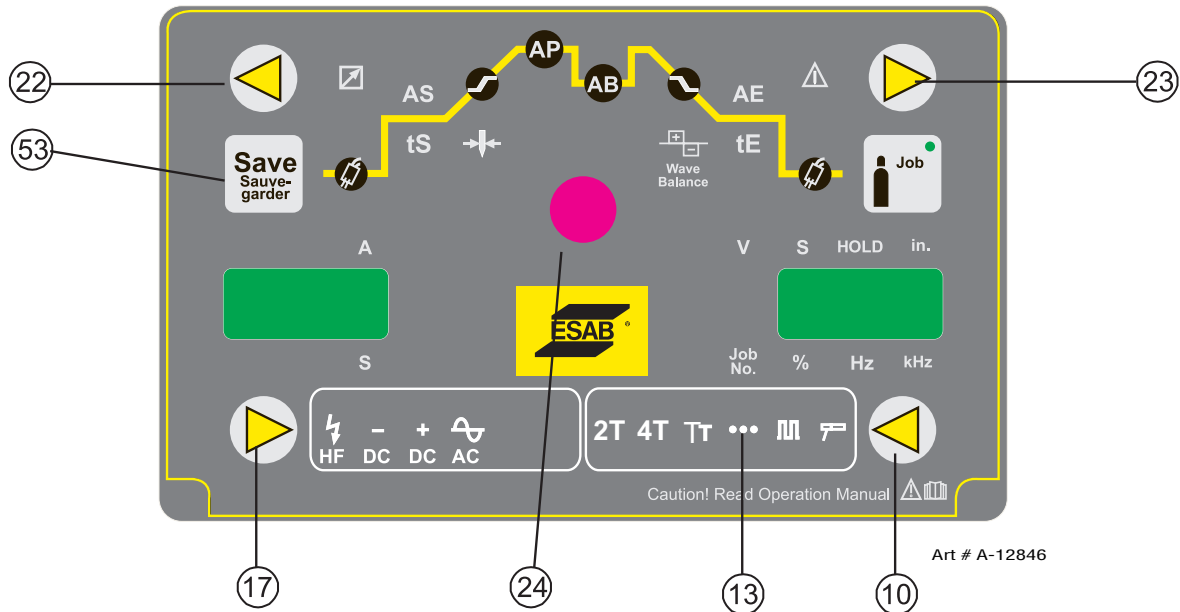 22
23
53
AP
AS
AB
AE
tS
tE
Save
Sauve-
garder
Wave
Balance
Job
A
V S HOLD in.
ESAB ®
S
Job
No.
% Hz kHz
HF
- DC
+ DC
AC
2T 4T TT •••
Caution! Read Operation Manual
Art # A-12846
17
24
13
10